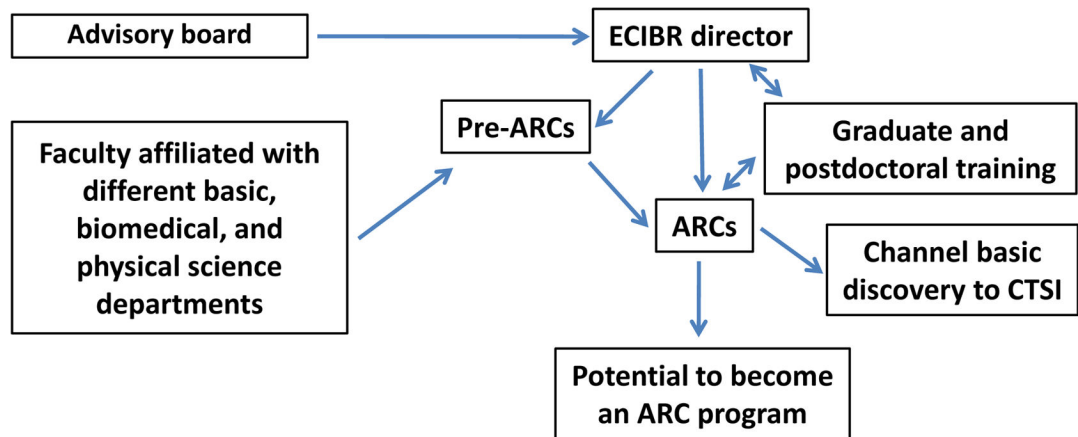 Advisory board
ECIBR director
Pre-ARCs
Faculty affiliated with
different basic,
biomedical, and
physical science
departments
Graduate and
postdoctoral training
ARCs
Channel basic
discovery to CTSI
Potential to become
an ARC program